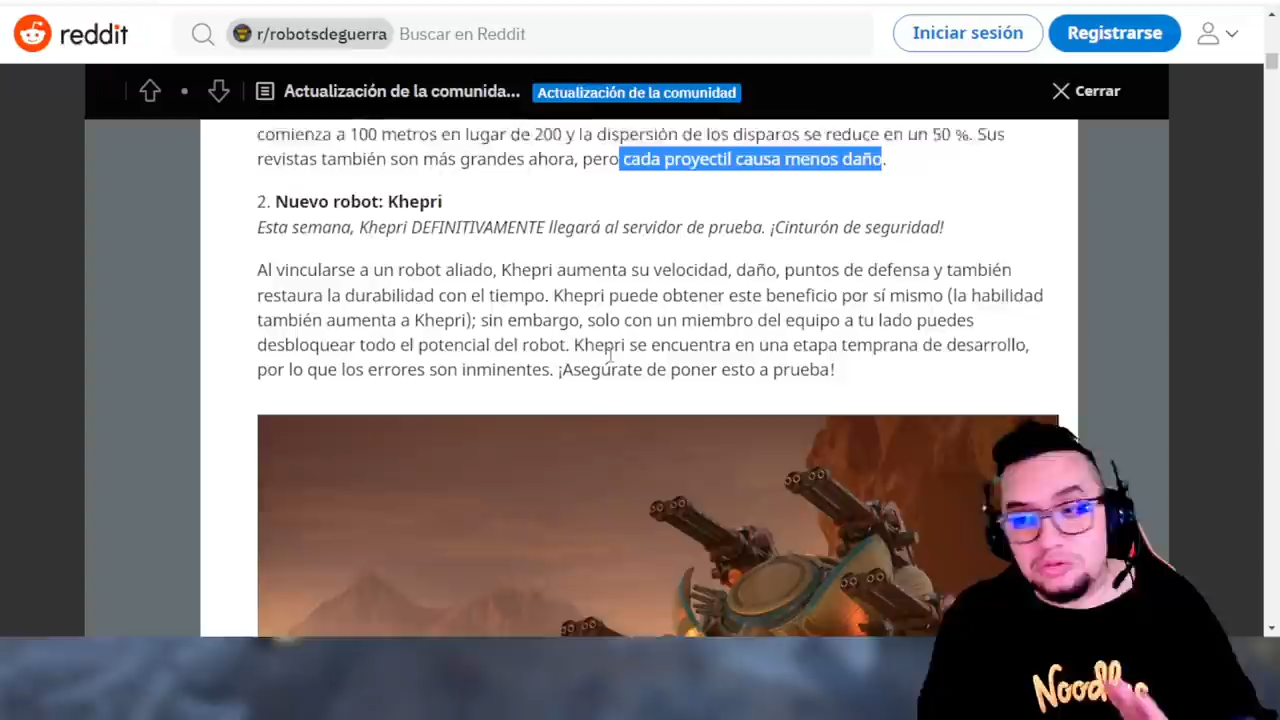 reddit
r/robotsdeguerra
Buscar en Reddit
Iniciar sesión
Registrarse
Actualización de la comunida...
Actualización de la comunidad
Cerrar
comienza a 100 metros en lugar de 200 y la dispersión de los disparos se reduce en un 50 %. Sus
revistas también son más grandes ahora, pero cada proyectil causa menos daño.
2. Nuevo robot: Khepri
Esta semana, Khepri DEFINITIVAMENTE llegará al servidor de prueba. ¡Cinturón de seguridad!
Al vincularse a un robot aliado, Khepri aumenta su velocidad, daño, puntos de defensa y también
restaura la durabilidad con el tiempo. Khepri puede obtener este beneficio por sí mismo (la habilidad
también aumenta a Khepri); sin embargo, solo con un miembro del equipo a tu lado puedes
desbloquear todo el potencial del robot. Khepri se encuentra en una etapa temprana de desarrollo,
por lo que los errores son inminentes. ¡Asegúrate de poner esto a prueba!